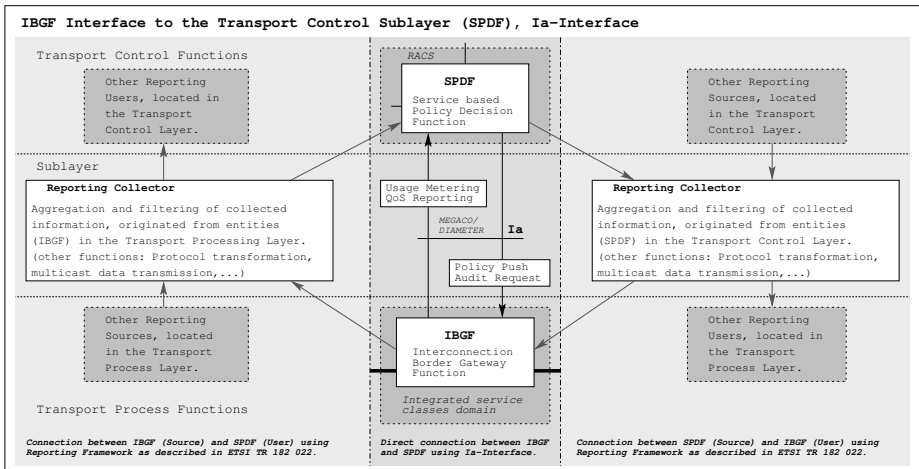 IBGF Interface to the Transport Control Sublayer (SPDF), Ia-Interface
Transport Control Functions
Other Reporting
Users, located in
the Transport
Control Layer.
RACS
SPDF
Service based
Policy Decision
Function
Other Reporting
Sources, located
in the Transport
Control Layer.
Sublayer
Reporting Collector
Aggregation and filtering of collected
information, originated from entities
(IBGF) in the Transport Processing Layer.
(other functions: Protocol transformation,
multicast data transmission,...)
Usage Metering
QoS Reporting
MEGACO/
DIAMETER
Ia
Policy Push
Audit Request
Reporting Collector
Aggregation and filtering of collected
information, originated from entities
(SPDF) in the Transport Control Layer.
(other functions: Protocol transformation,
multicast data transmission,...)
Other Reporting
Sources, located
in the Transport
Process Layer.
IBGF
Interconnection
Border Gateway
Function
Integrated service
classes domain
Other Reporting
Users, located in
the Transport
Process Layer.
Transport Process Functions
Connection between IBGF (Source) and SPDF (User) using
Reporting Framework as described in ETSI TR 182 022.
Direct connection between IBGF
and SPDF using Ia-Interface.
Connection between SPDF (Source) and IBGF (User) using
Reporting Framework as described in ETSI TR 182 022.